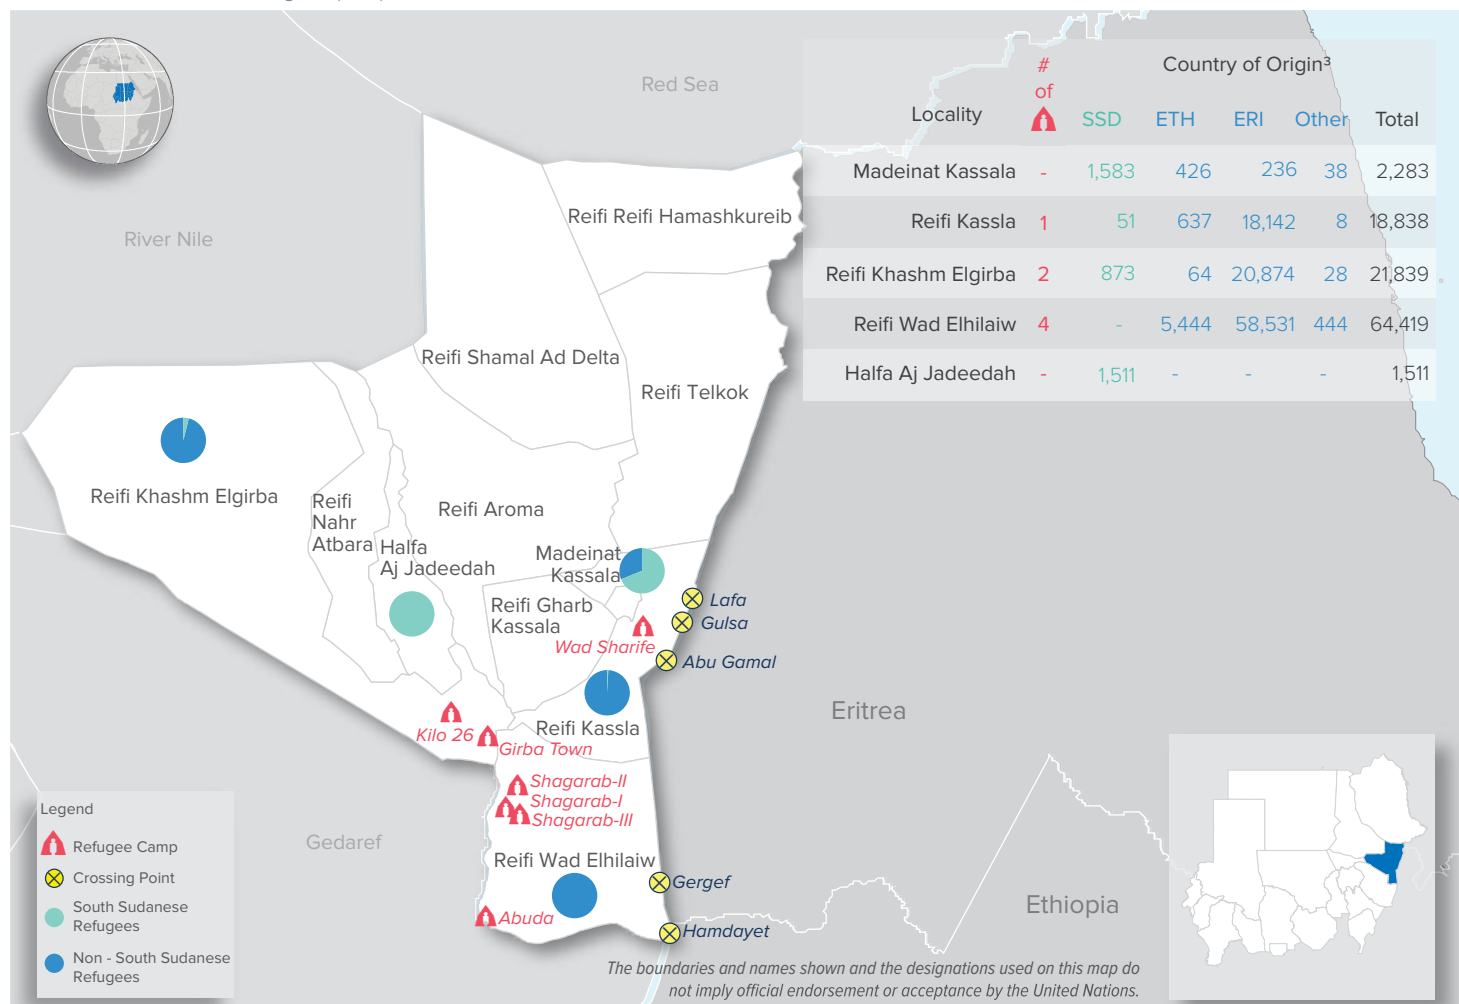 Red Sea
River Nile
# of
Country of Origin³
Locality
SSD
ETH
ERI
Other
Total
Madeinat Kassala - 1,583 426 236 38 2,283
Reifi Kassla 1 51 637 18,142 8 18,838
Reifi Khashm Elgirba 2 873 64 20,874 28 21,839
Reifi Wad Elhilaiw 4 - 5,444 58,531 444 64,419
Halfa Aj Jadeedah - 1,511 - - - 1,511
Reifi Reifi Hamashkureib
Reifi Shamal Ad Delta
Reifi Telkok
Reifi Khashm Elgirba
Reifi
Nahr
Atbara
Reifi Aroma
Halfa
Aj Jadeedah
Madeinat
Kassala
Reifi Gharb
Kassala
Lafa
Gulsa
Wad Sharife
Abu Gamal
Eritrea
Reifi Kassla
Kilo 26
Girba Town
Shagarab-II
Shagarab-I
Shagarab-III
Gedaref
Reifi Wad Elhilaiw
Gergef
Abuda
Hamdayet
Ethiopia
Legend
Refugee Camp
Crossing Point
South Sudanese
Refugees
Non - South Sudanese
Refugees
The boundaries and names shown and the designations used on this map do
not imply official endorsement or acceptance by the United Nations.